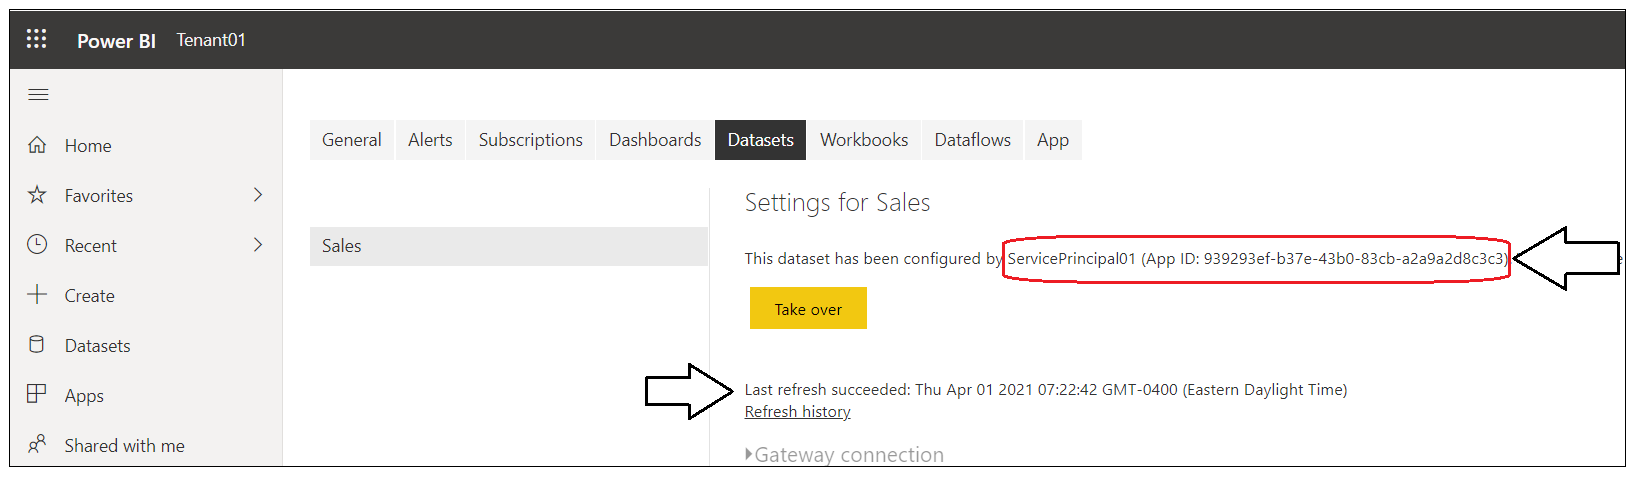 Power BI Tenant01
Home
Favorites
Recent
Create
Datasets
Apps
Shared with me
General Alerts Subscriptions Dashboards Datasets Workbooks Dataflows App
Sales
Settings for Sales
This dataset has been configured by ServicePrincipal01 (App ID: 939293ef-b37e-43b0-83cb-a2a9a2d8c3c3)
Take over
Last refresh succeeded: Thu Apr 01 2021 07:22:42 GMT-0400 (Eastern Daylight Time)
Refresh history
Gateway connection